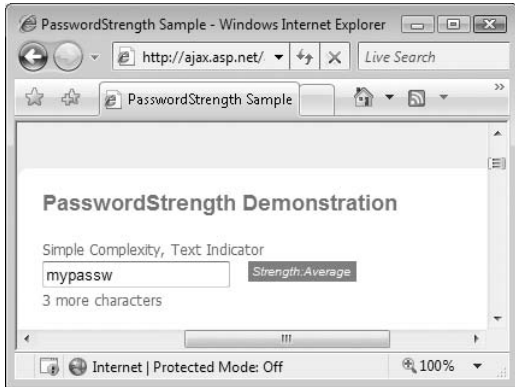 PasswordStrength Sample - Windows Internet Explorer
http://ajax.asp.net/
Live Search
PasswordStrength Sample
PasswordStrength Demonstration
Simple Complexity, Text Indicator
mypassw
Strength:Average
3 more characters
Internet | Protected Mode: Off
100%